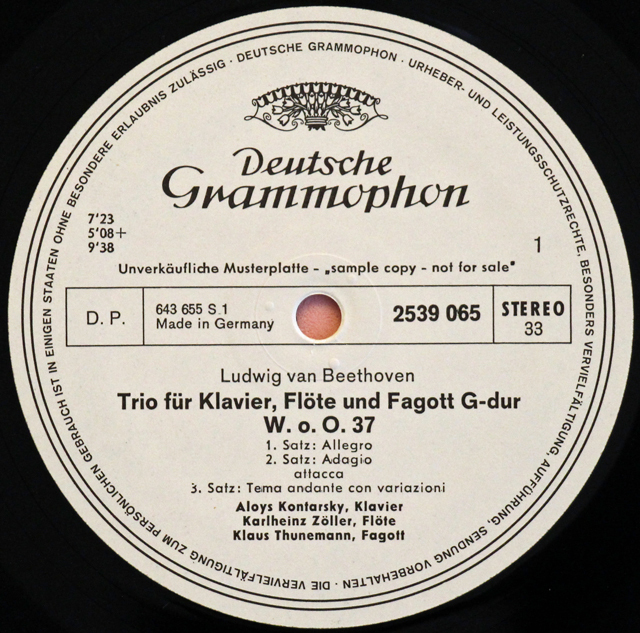 URHEBER- UND LEISTUNGSSCHUTZRECHTE, BESONDERS VERVIELFÄLTIGUNG, AUFFÜHRUNG, SENDUNG VORBEHALTEN · DIE VERVIELFÄLTIGUNG ZUM PERSÖNLICHEN GEBRAUCH IST IN EINIGEN STAATEN OHNE BESONDERE ERLAUBNIS ZULÄSSIG · DEUTSCHE GRAMMOPHON ·
Deutsche
Grammophon
7'23
5'08+
9'38
1
Unverkäufliche Musterplatte – „sample copy - not for sale"
D. P.
643 655 S 1
Made in Germany
2539 065
STEREO
33
Ludwig van Beethoven
Trio für Klavier, Flöte und Fagott G-dur
W. o. O. 37
1. Satz: Allegro
2. Satz: Adagio
attacca
3. Satz: Tema andante con variazioni
Aloys Kontarsky, Klavier
Karlheinz Zöller, Flöte
Klaus Thunemann, Fagott